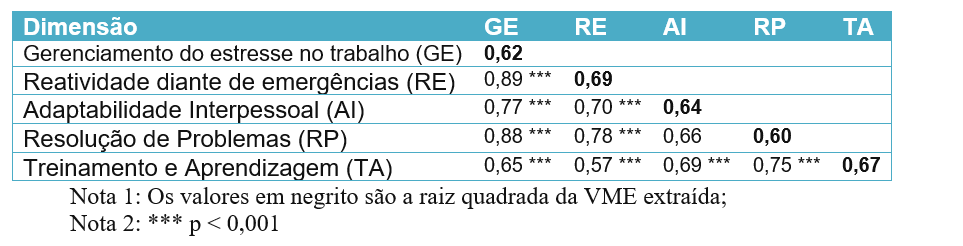 Dimensão GE RE AI RP TA
Gerenciamento do estresse no trabalho (GE) 0,62
Reatividade diante de emergências (RE) 0,89 *** 0,69
Adaptabilidade Interpessoal (AI) 0,77 *** 0,70 *** 0,64
Resolução de Problemas (RP) 0,88 *** 0,78 *** 0,66 0,60
Treinamento e Aprendizagem (TA) 0,65 *** 0,57 *** 0,69 *** 0,75 *** 0,67
Nota 1: Os valores em negrito são a raiz quadrada da VME extraída;
Nota 2: *** p < 0,001